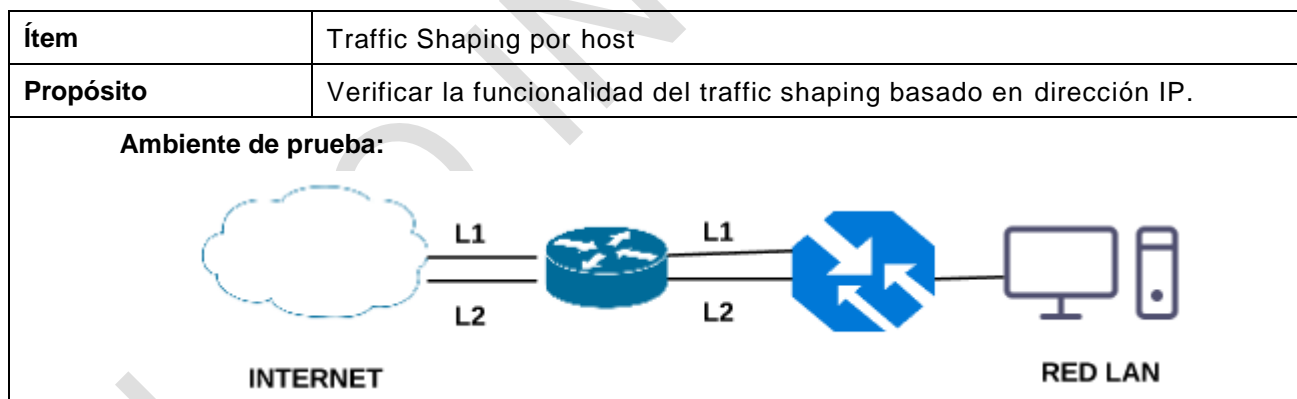 Ítem
Traffic Shaping por host
Propósito
Verificar la funcionalidad del traffic shaping basado en dirección IP.
Ambiente de prueba:
L1
L1
L2
L2
INTERNET
RED LAN